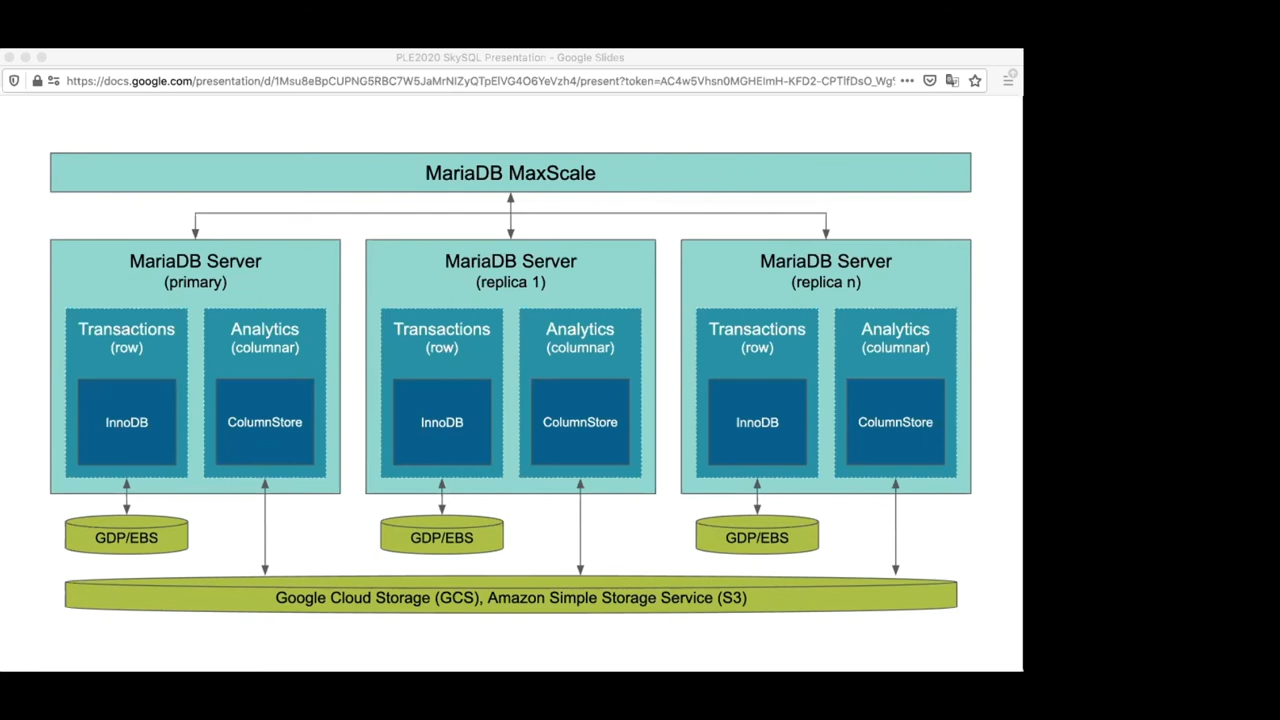 PLE2020 SkySQL Presentation - Google Slides
https://docs.google.com/presentation/d/1Msu8eBpCUPNG5RBC7W5JaMrNIZyQTpElVG4O6YeVzh4/present?token=AC4w5Vhsn0MGHEImH-KFD2-CPTlfDsO_Wg
MariaDB MaxScale
MariaDB Server
(primary)
Transactions
(row)
InnoDB
Analytics
(columnar)
ColumnStore
GDP/EBS
MariaDB Server
(replica 1)
Transactions
(row)
InnoDB
Analytics
(columnar)
ColumnStore
GDP/EBS
MariaDB Server
(replica n)
Transactions
(row)
InnoDB
Analytics
(columnar)
ColumnStore
GDP/EBS
Google Cloud Storage (GCS), Amazon Simple Storage Service (S3)